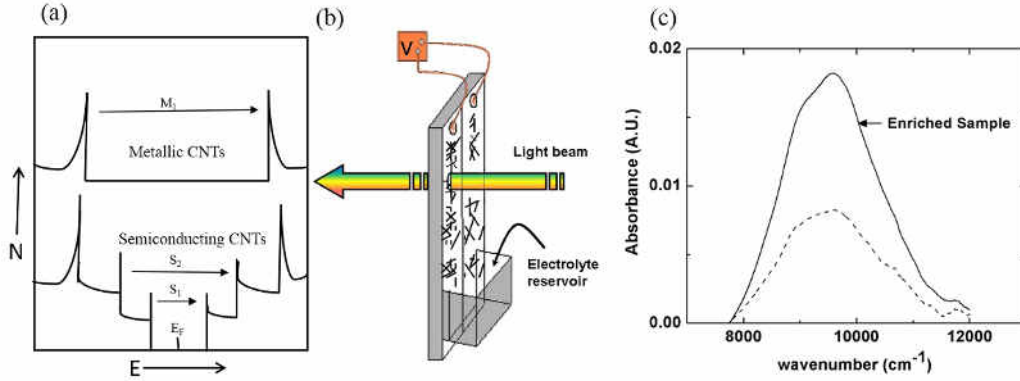 (a)
M₁
Metallic CNTs
N
Semiconducting CNTs
S₂
S₁
E_F
E
(b)
V
Light beam
Electrolyte
reservoir
(c)
0.02
0.01
0.00
Absorbance (A.U.)
Enriched Sample
8000 10000 12000
wavenumber (cm⁻¹)